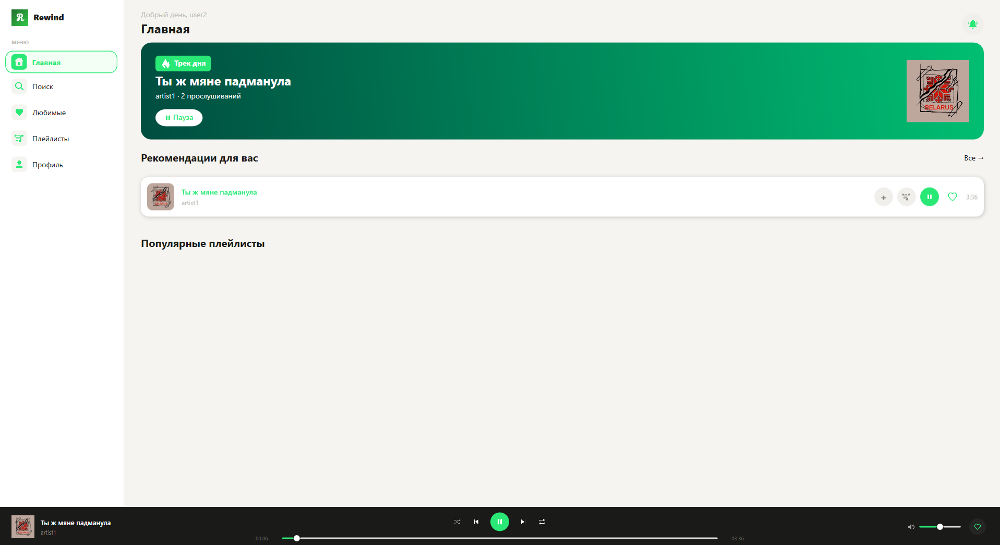 Rewind
МЕНЮ
Главная
Поиск
Любимые
Плейлисты
Профиль
Добрый день, user2
Главная
Трек дня
Ты ж мяне падманула
artist1 · 2 прослушиваний
Пауза
BELARUS
Рекомендации для вас
Все →
Ты ж мяне падманула
artist1
3:36
Популярные плейлисты
Ты ж мяне падманула
artist1
00:06
03:36